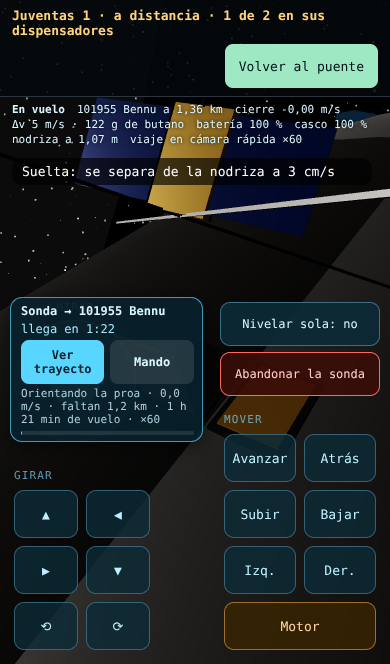 Juventas 1 · a distancia · 1 de 2 en sus
dispensadores
Volver al puente
En vuelo 101955 Bennu a 1,36 km cierre -0,00 m/s
Δv 5 m/s · 122 g de butano batería 100 % casco 100 %
nodriza a 1,07 m viaje en cámara rápida ×60
Suelta: se separa de la nodriza a 3 cm/s
Sonda → 101955 Bennu
llega en 1:22
Ver
trayecto
Mando
Orientando la proa · 0,0
m/s · faltan 1,2 km · 1 h
21 min de vuelo · ×60
Nivelar sola: no
Abandonar la sonda
MOVER
Avanzar
Atrás
Subir
Bajar
Izq.
Der.
Motor
GIRAR
▲
◀
▶
▼
⟲
⟳